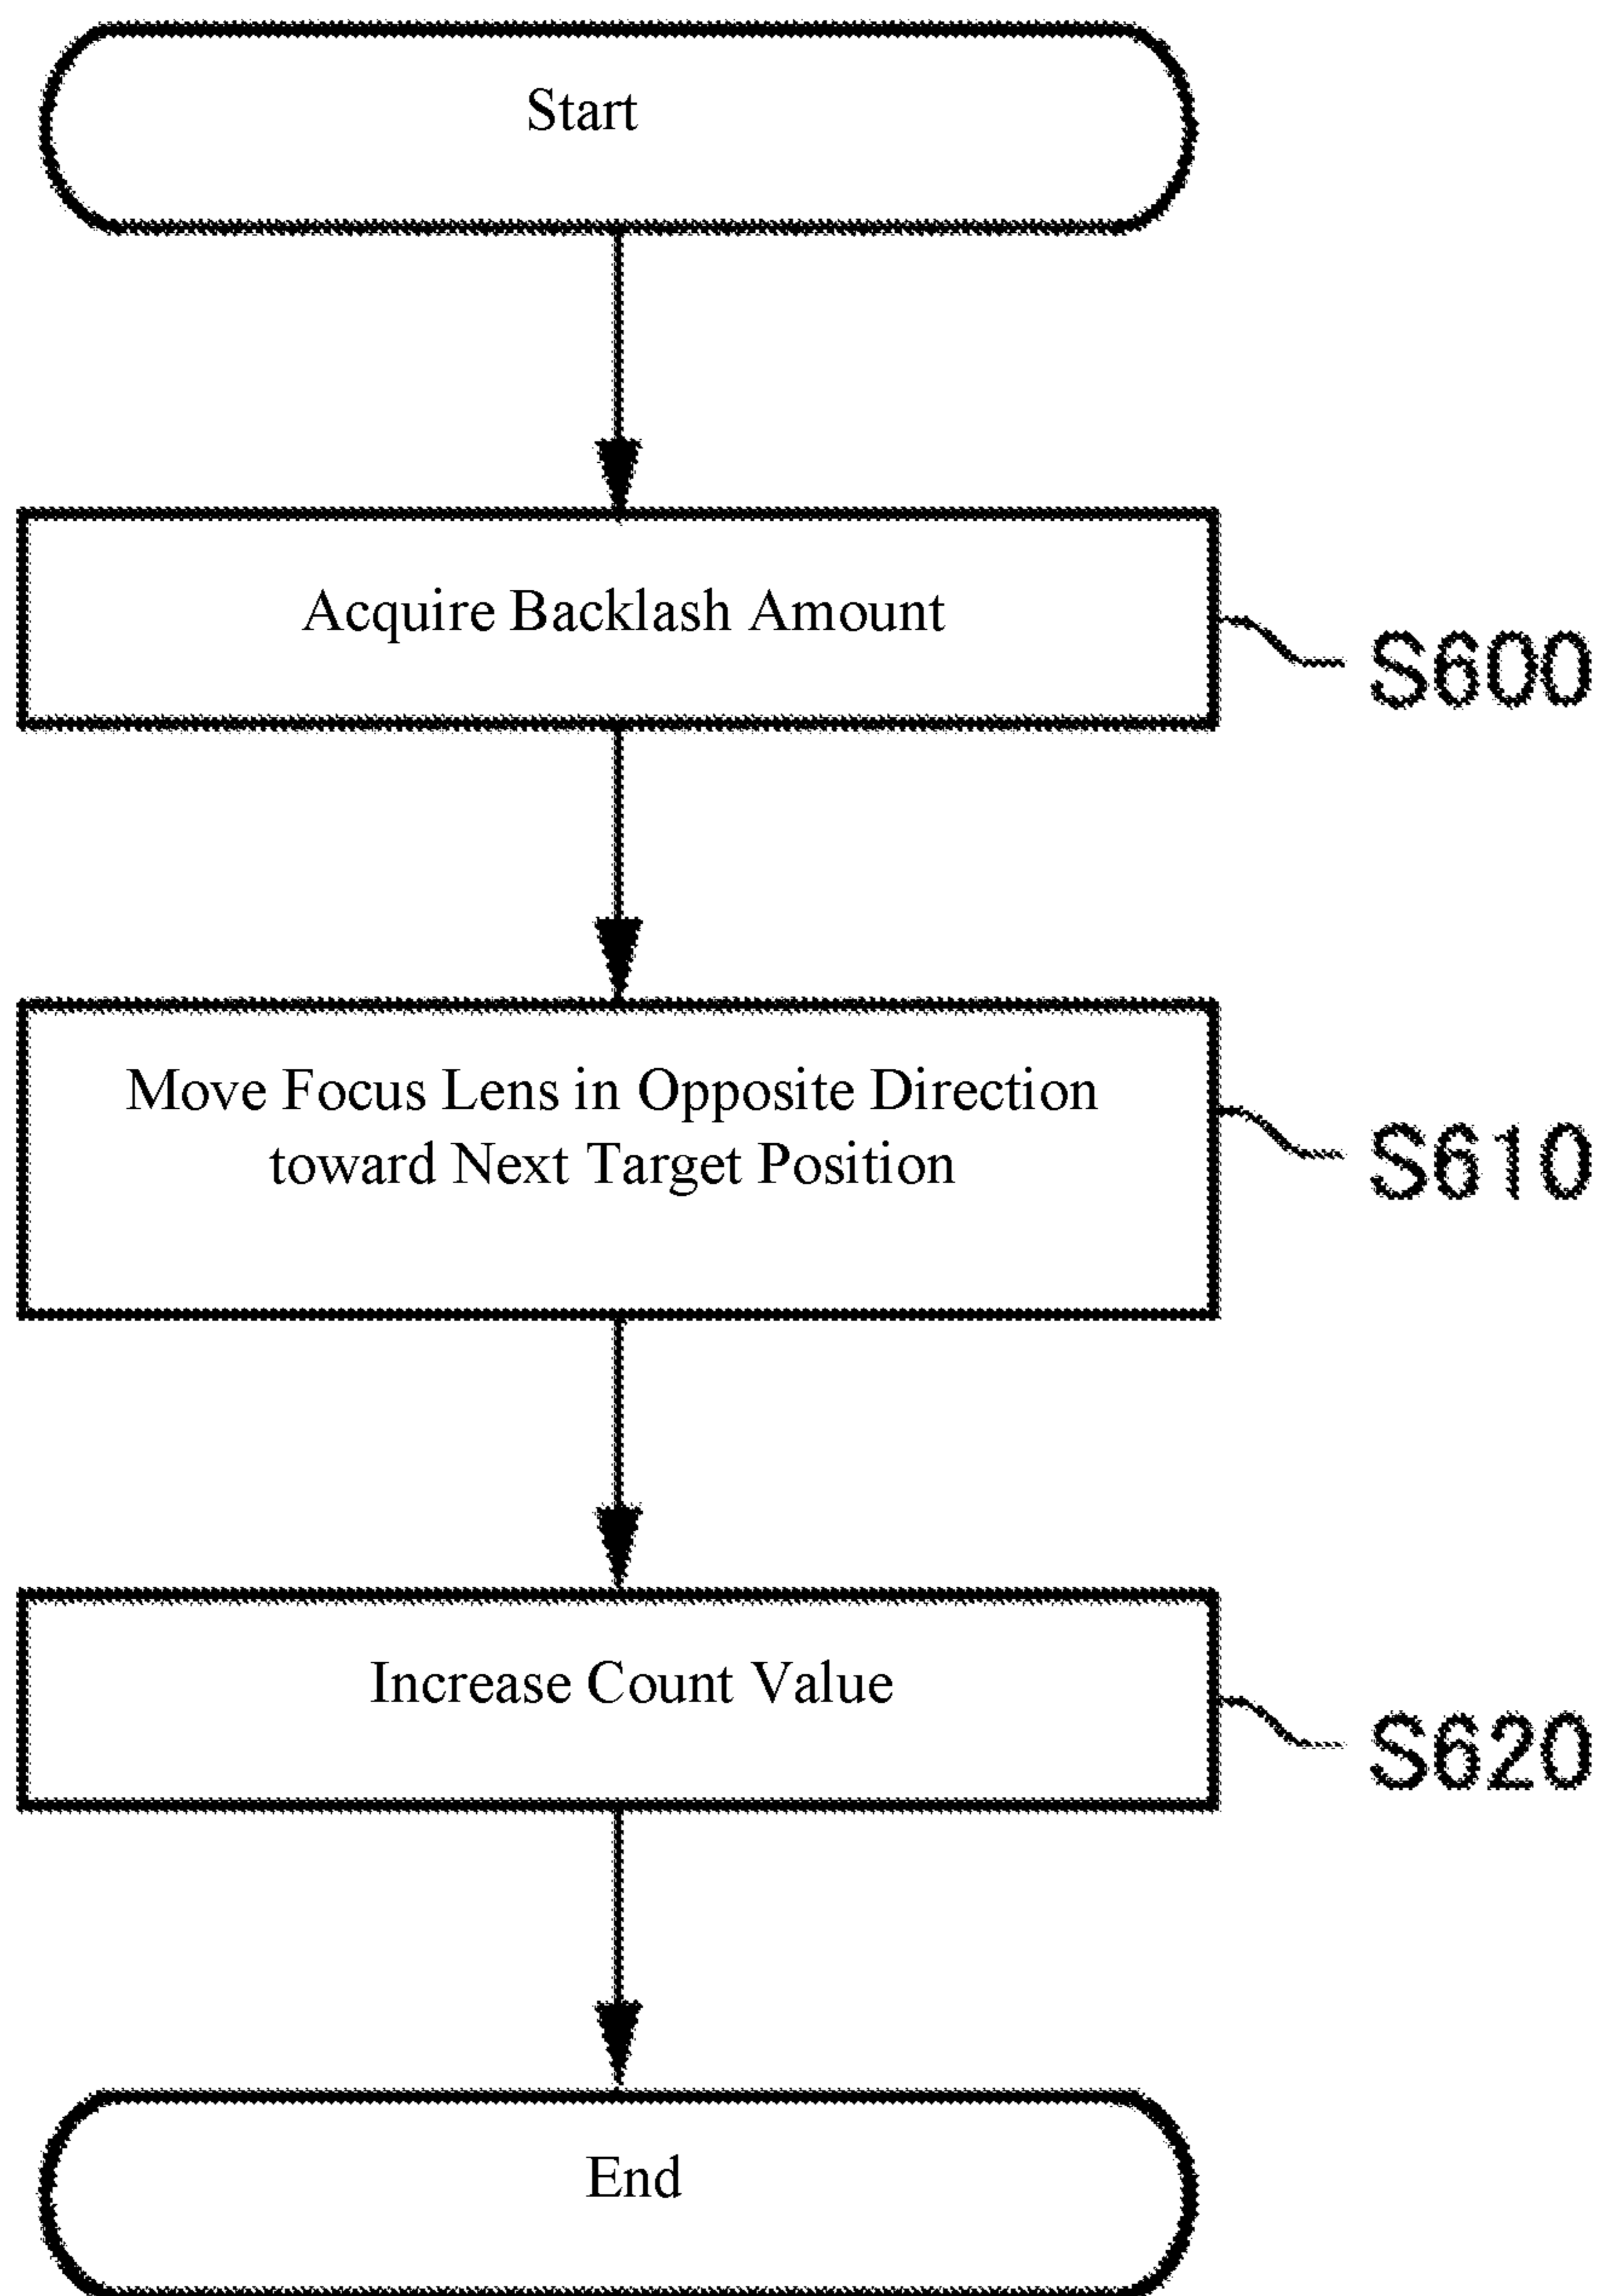 Start
Acquire Backlash Amount
S600
Move Focus Lens in Opposite Direction
toward Next Target Position
S610
Increase Count Value
S620
End